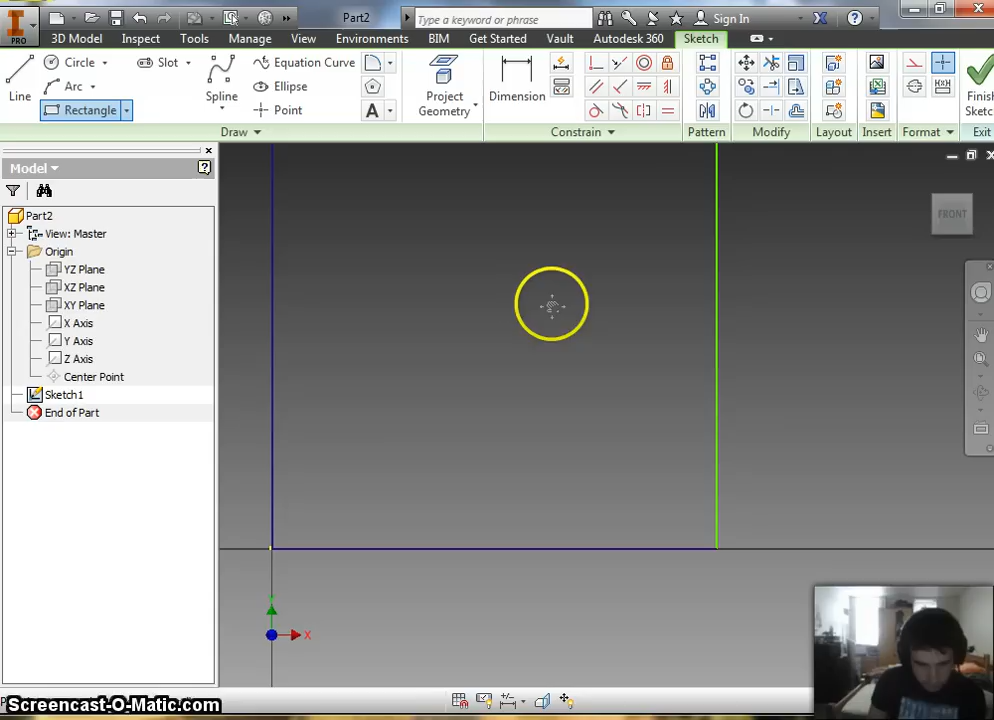 Part2
Type a keyword or phrase
Sign In
PRO
3D Model
Inspect
Tools
Manage
View
Environments
BIM
Get Started
Vault
Autodesk 360
Sketch
Line
Circle
Arc
Rectangle
Slot
Spline
Equation Curve
Ellipse
Point
A
Project
Geometry
Dimension
Finish
Sketc
Draw
Constrain
Pattern
Modify
Layout
Insert
Format
Exit
Model
Part2
View: Master
Origin
YZ Plane
XZ Plane
XY Plane
X Axis
Y Axis
Z Axis
Center Point
Sketch1
End of Part
FRONT
X
Screencast-O-Matic.com